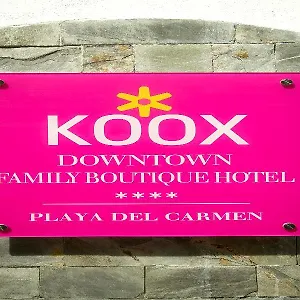 KOOX
DOWNTOWN
FAMILY BOUTIQUE HOTEL
****
PLAYA DEL CARMEN